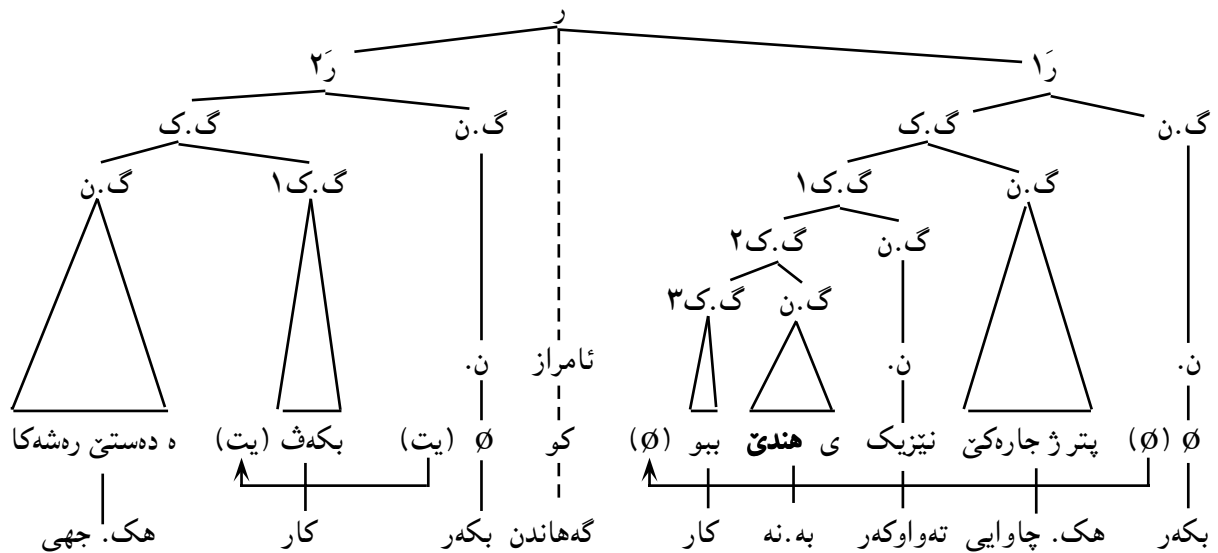 ر
رَ١ رَ٢
گ.ن گ.ک گ.ن گ.ک
گ.ن گ.ک١ گ.ک١ گ.ن
گ.ن گ.ک٢
گ.ن گ.ک٣
ن. ن. ئامراز ن.
Ø (Ø) پتر ژ جارەکێ نێزیک ی هندێ ببو (Ø) کو Ø (یت) بکەڤ (یت) ە دەستێ رەشەکا
بکەر هک. چاوایی تەواوکەر بە.نە کار گەهاندن بکەر کار هک. جهی